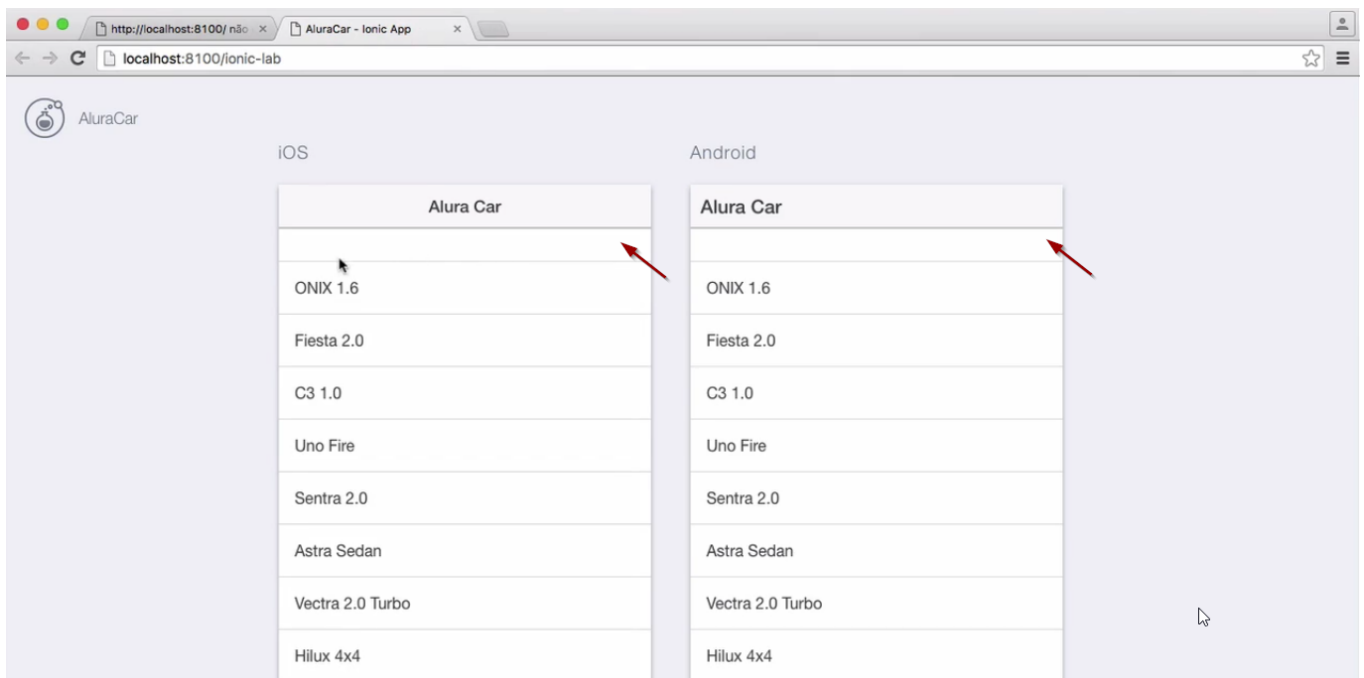 http://localhost:8100/ não
AluraCar - Ionic App
localhost:8100/ionic-lab
AluraCar
iOS
Alura Car
ONIX 1.6
Fiesta 2.0
C3 1.0
Uno Fire
Sentra 2.0
Astra Sedan
Vectra 2.0 Turbo
Hilux 4x4
Android
Alura Car
ONIX 1.6
Fiesta 2.0
C3 1.0
Uno Fire
Sentra 2.0
Astra Sedan
Vectra 2.0 Turbo
Hilux 4x4